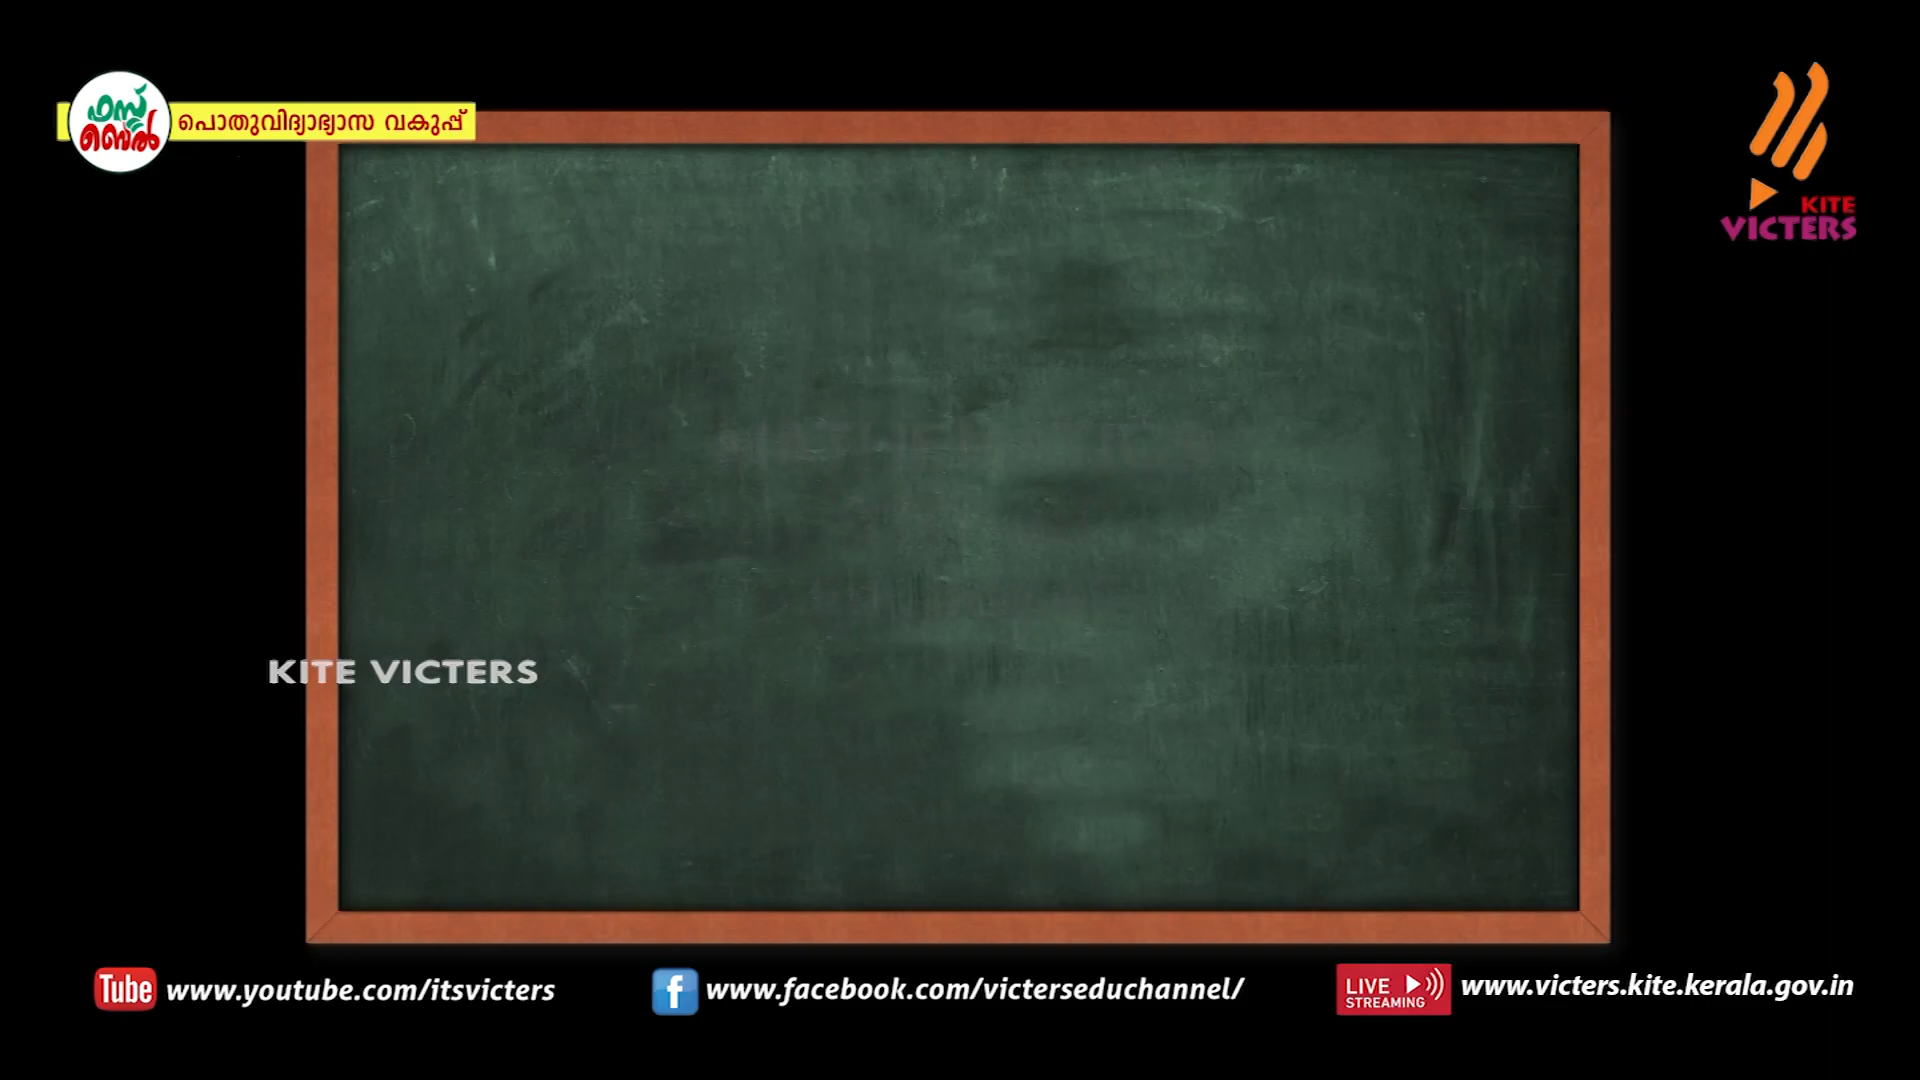 ഫസ്റ്റ്
ബെൽ
പൊതുവിദ്യാഭ്യാസ വകുപ്പ്
KITE
VICTERS
KITE VICTERS
Tube www.youtube.com/itsvicters
f www.facebook.com/victerseduchannel/
LIVE
STREAMING
www.victers.kite.kerala.gov.in